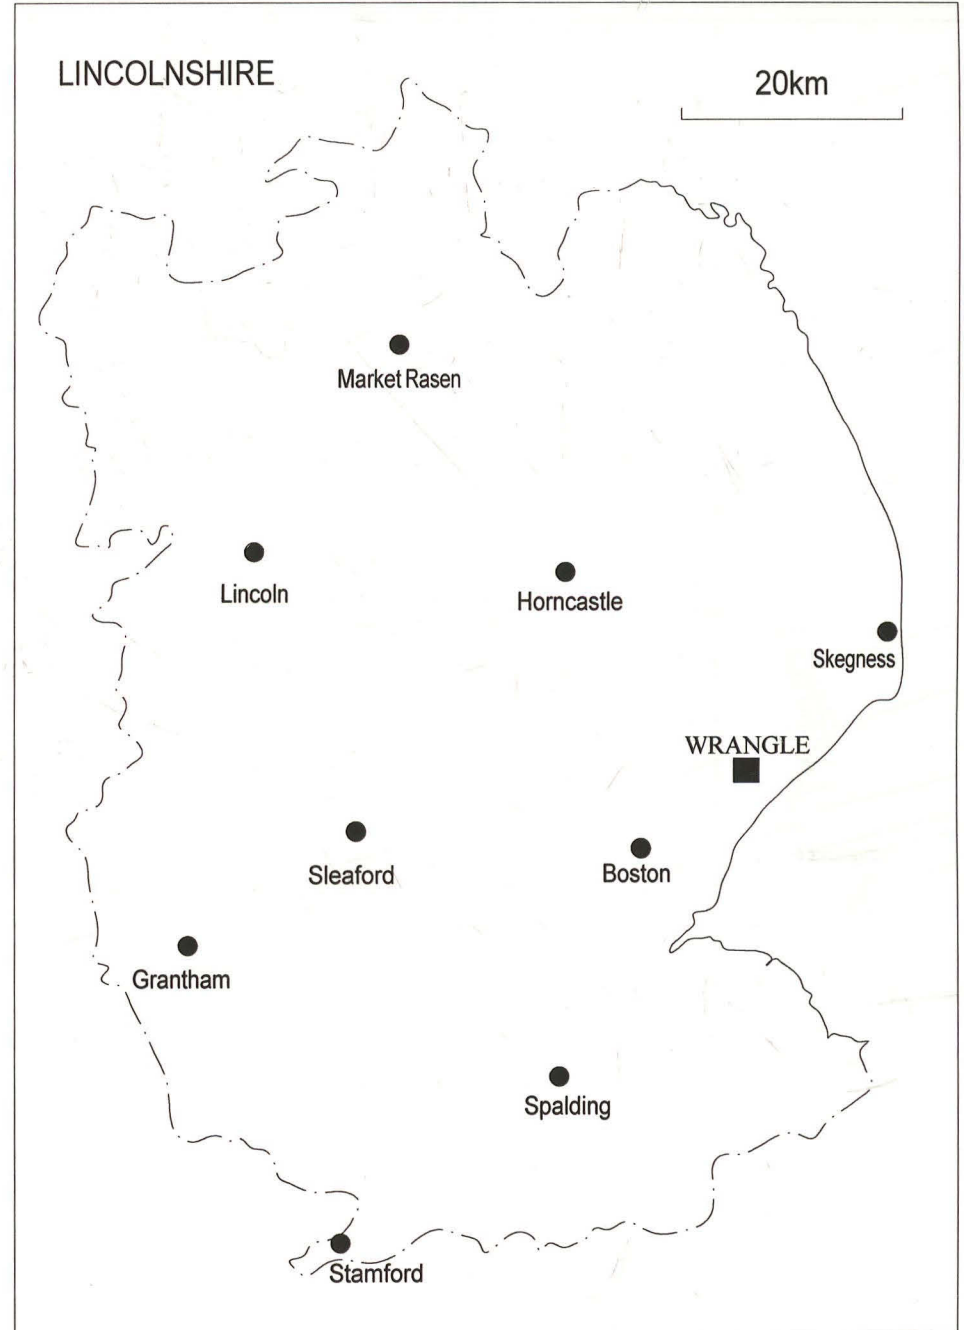 LINCOLNSHIRE
20km
Market Rasen
Lincoln
Horncastle
Skegness
WRANGLE
Sleaford
Boston
Grantham
Spalding
Stamford